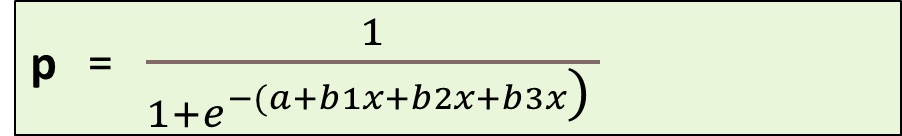 p = 1 / 1+e^−(a+b1x+b2x+b3x)